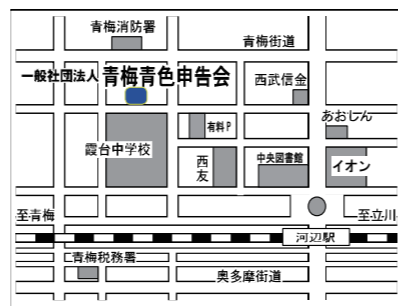 青梅消防署
青梅街道
一般社団法人 青梅青色申告会
西武信金
有料P
あおしん
霞台中学校
西友
中央図書館
イオン
至青梅
至立川
河辺駅
青梅税務署
奥多摩街道